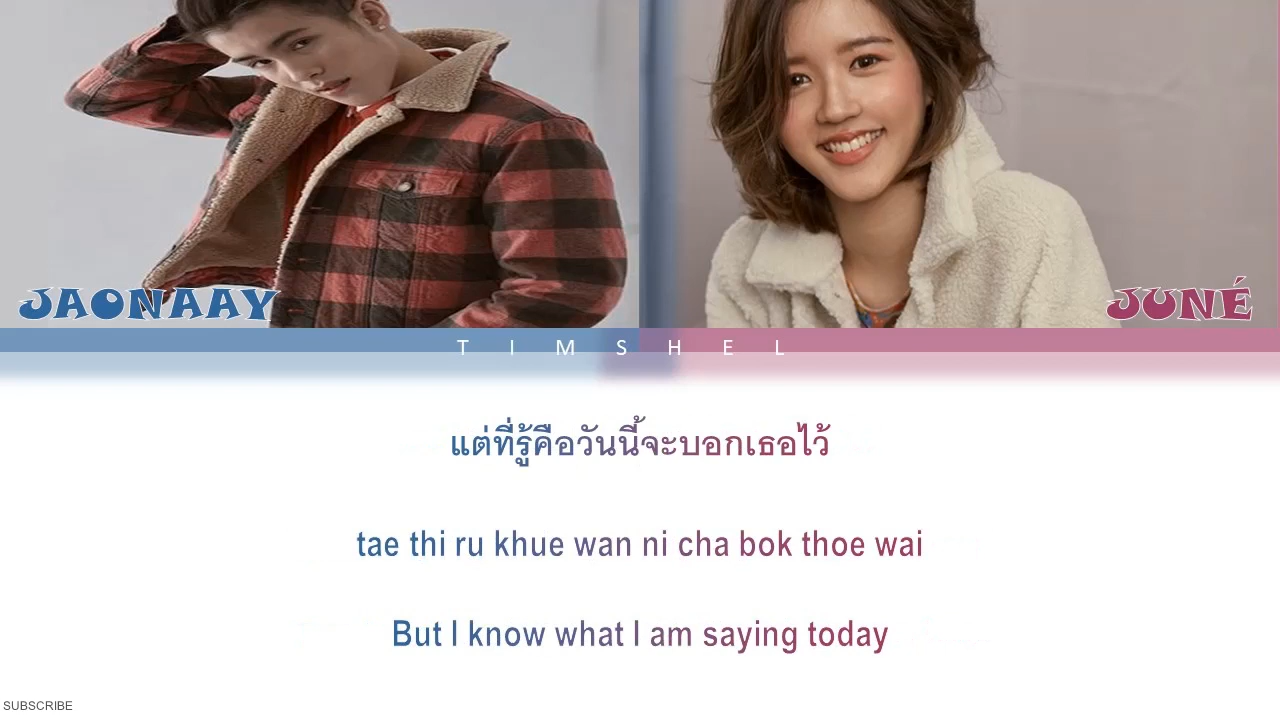 JAONAAY
JUNÉ
TIMSHEL
แต่ที่รู้คือวันนี้จะบอกเธอไว้
tae thi ru khue wan ni cha bok thoe wai
But I know what I am saying today
SUBSCRIBE